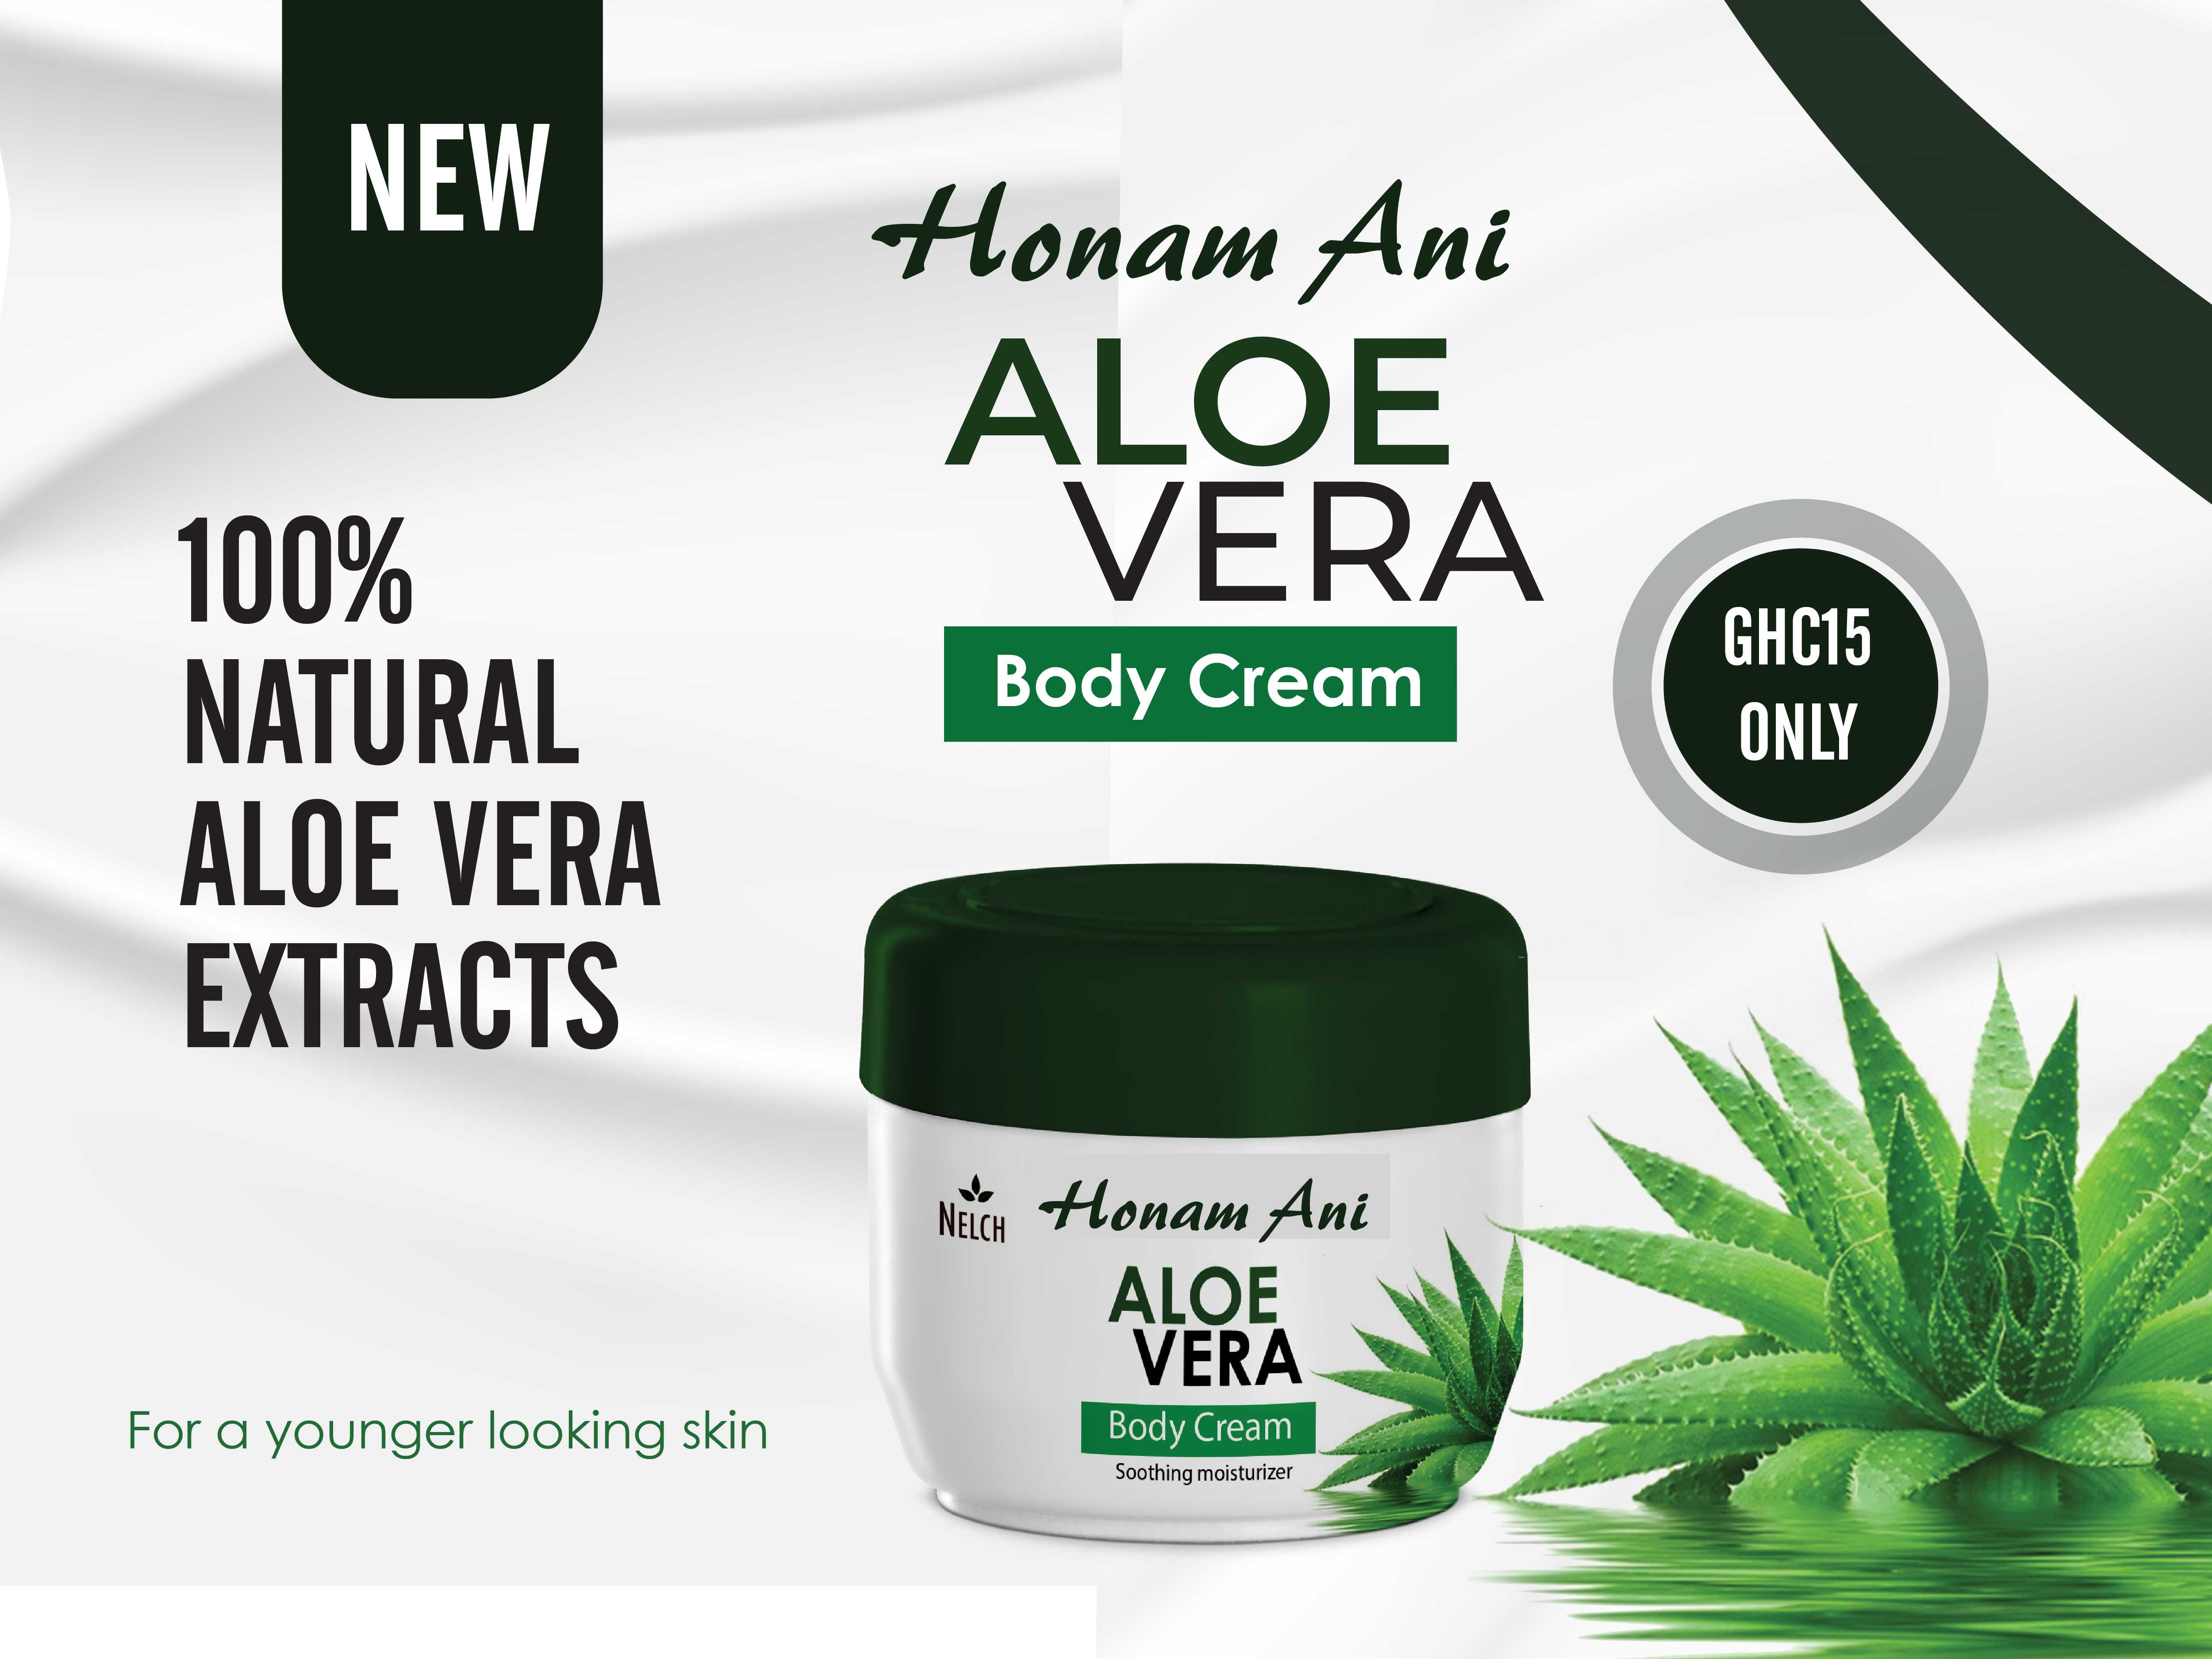 NEW
100%
NATURAL
ALOE VERA
EXTRACTS
For a younger looking skin
Honam Ani
ALOE
VERA
Body Cream
GHC15
ONLY
NELCH
Honam Ani
ALOE
VERA
Body Cream
Soothing moisturizer